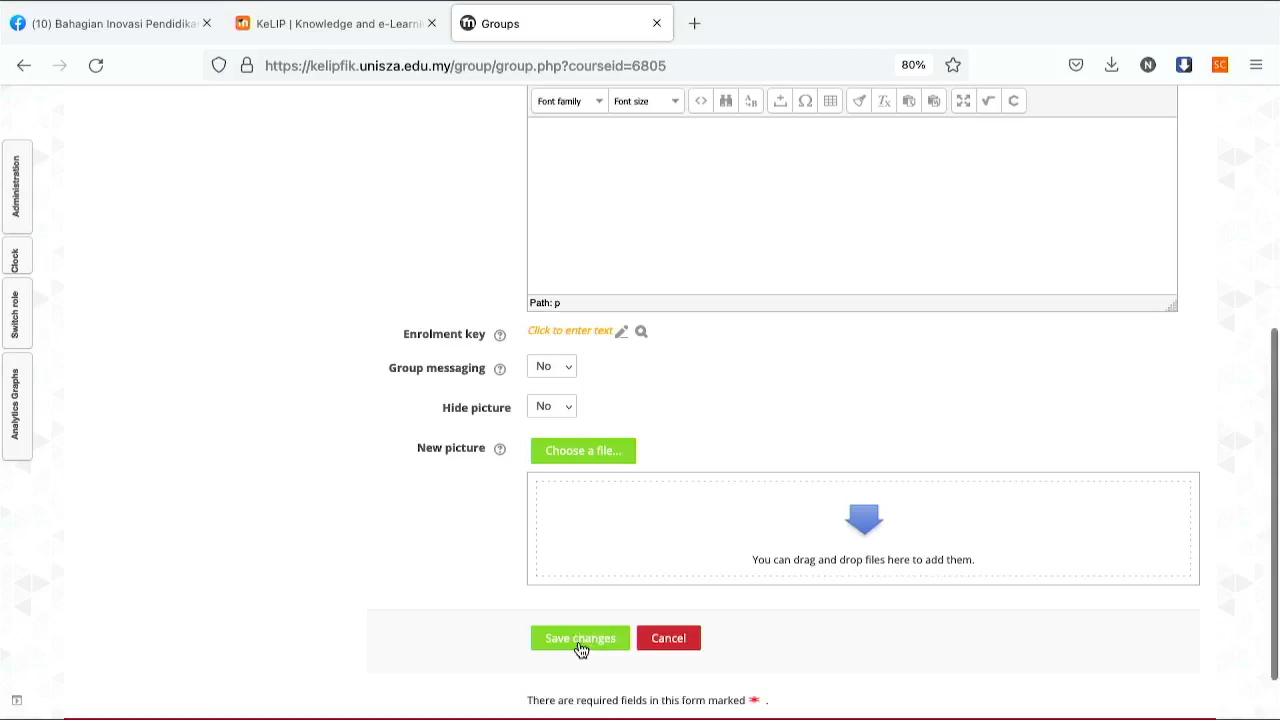 (10) Bahagian Inovasi Pendidika
KeLIP | Knowledge and e-Learni
Groups
https://kelipfik.unisza.edu.my/group/group.php?courseid=6805
80%
N
SC
Font family
Font size
Administration
Clock
Switch role
Analytics Graphs
Path: p
Enrolment key
Click to enter text
Group messaging
No
Hide picture
No
New picture
Choose a file...
You can drag and drop files here to add them.
Save changes
Cancel
There are required fields in this form marked * .